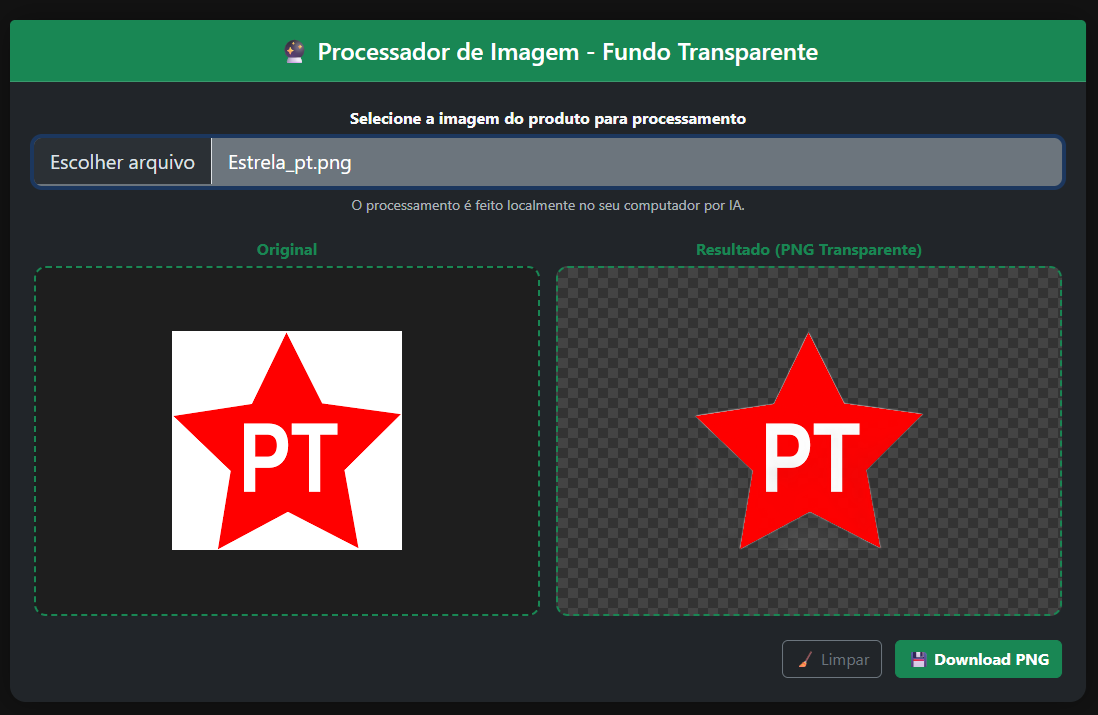 🔮 Processador de Imagem - Fundo Transparente
Selecione a imagem do produto para processamento
Escolher arquivo Estrela_pt.png
O processamento é feito localmente no seu computador por IA.
Original
Resultado (PNG Transparente)
PT
PT
🧹 Limpar
💾 Download PNG